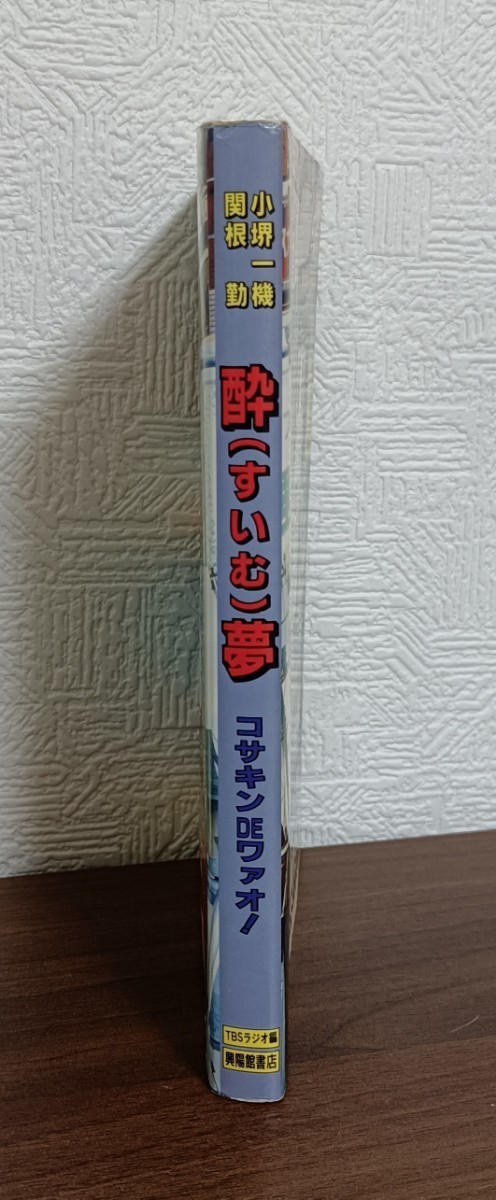 小堺一機
関根 勤
酔(すいむ)夢
コサキンDEワァオ!
TBSラジオ編
興陽館書店